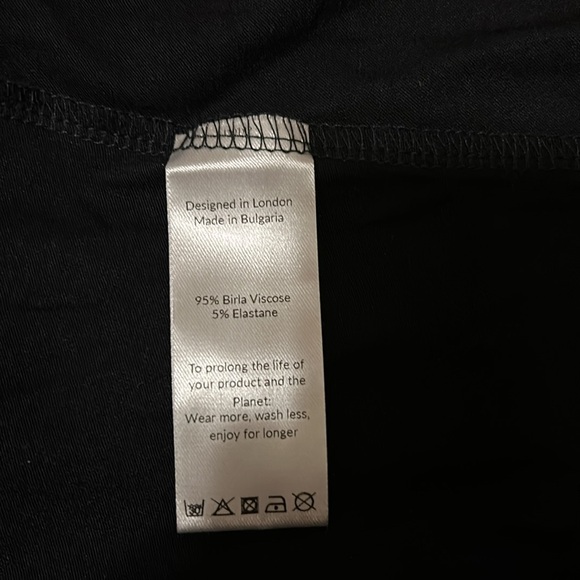 Designed in London
Made in Bulgaria
95% Birla Viscose
5% Elastane
To prolong the life of
your product and the
Planet:
Wear more, wash less,
enjoy for longer
30